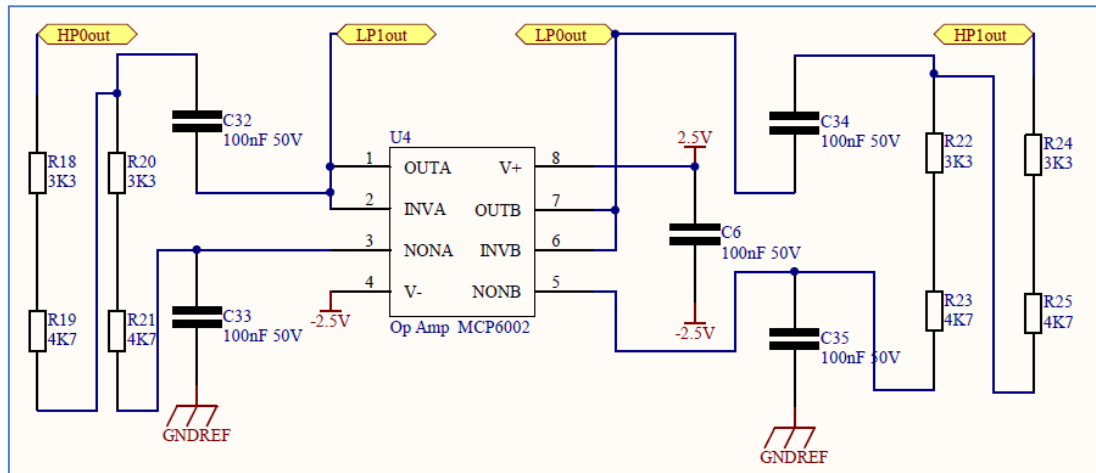 HP0out
LP1out
LP0out
HP1out
C32
100nF 50V
R18
3K3
R20
3K3
U4
1
OUTA
2
INVA
3
NONA
4
V-
V+
8
OUTB
7
INVB
6
NONB
5
Op Amp MCP6002
-2.5V
2.5V
C6
100nF 50V
-2.5V
C34
100nF 50V
R22
3K3
R24
3K3
R19
4K7
R21
4K7
C33
100nF 50V
GNDREF
C35
100nF 50V
GNDREF
R23
4K7
R25
4K7